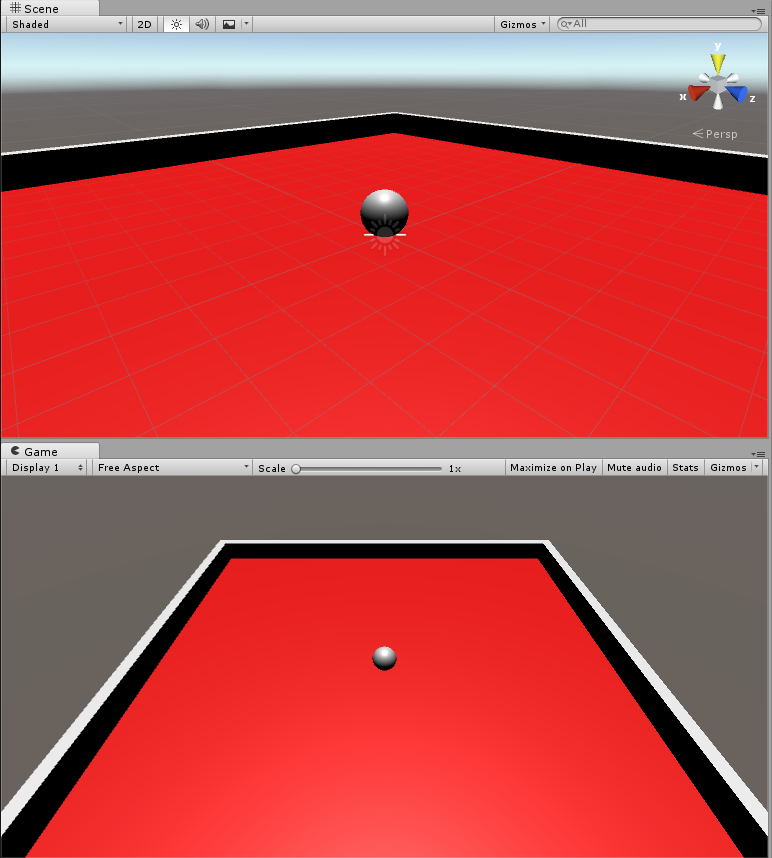 Scene
Shaded 2D Gizmos All
y
x z
Persp
Game
Display 1 Free Aspect Scale 1x Maximize on Play Mute audio Stats Gizmos